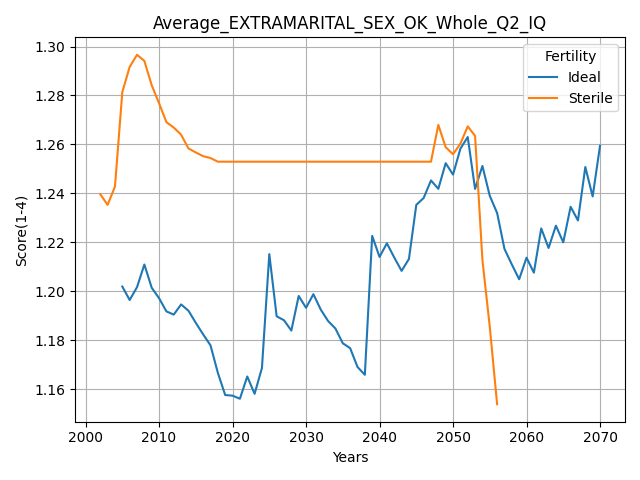 Average_EXTRAMARITAL_SEX_OK_Whole_Q2_IQ
Fertility
Ideal
Sterile
Score(1-4)
1.30
1.28
1.26
1.24
1.22
1.20
1.18
1.16
2000 2010 2020 2030 2040 2050 2060 2070
Years